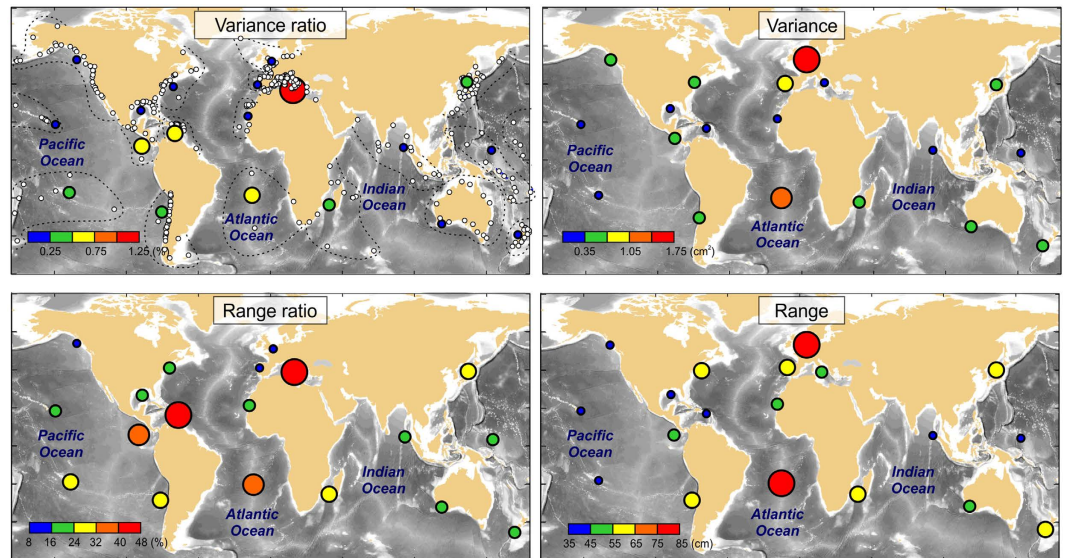 Variance ratio
Pacific
Ocean
Atlantic
Ocean
Indian
Ocean
0.25 0.75 1.25 (%)
Variance
Pacific
Ocean
Atlantic
Ocean
Indian
Ocean
0.35 1.05 1.75 (cm²)
Range ratio
Pacific
Ocean
Atlantic
Ocean
Indian
Ocean
8 16 24 32 40 48 (%)
Range
Pacific
Ocean
Atlantic
Ocean
Indian
Ocean
35 45 55 65 75 85 (cm)